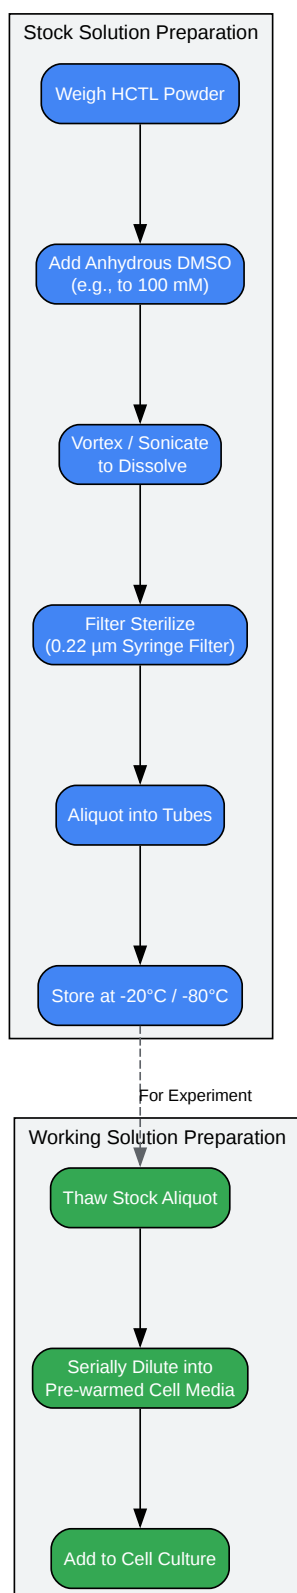 Stock Solution Preparation
Weigh HCTL Powder
Add Anhydrous DMSO
(e.g., to 100 mM)
Vortex / Sonicate
to Dissolve
Filter Sterilize
(0.22 µm Syringe Filter)
Aliquot into Tubes
Store at -20°C / -80°C
For Experiment
Working Solution Preparation
Thaw Stock Aliquot
Serially Dilute into
Pre-warmed Cell Media
Add to Cell Culture